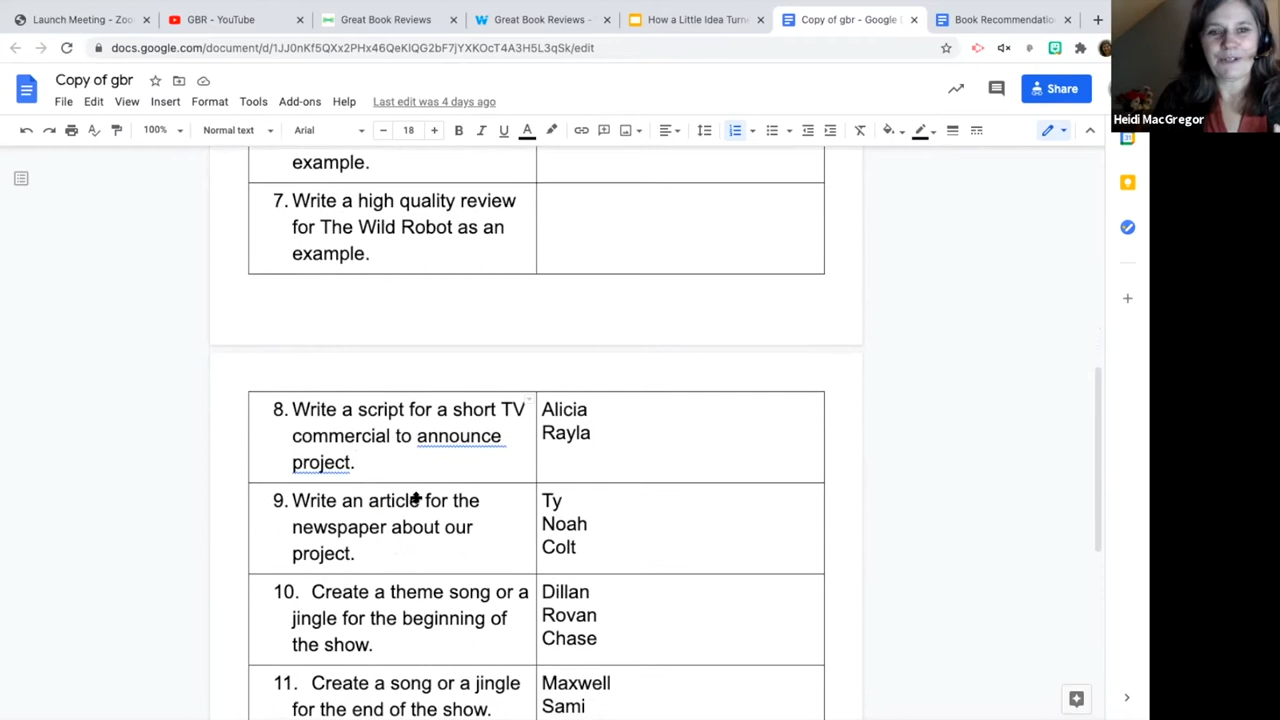 Launch Meeting - Zoo
GBR - YouTube
Great Book Reviews
Great Book Reviews -
How a Little Idea Turn
Copy of gbr - Google
Book Recommendatio
docs.google.com/document/d/1JJ0nKf5QXx2PHx46QeKIQG2bF7jYXKOcT4A3H5L3qSk/edit
Copy of gbr
File Edit View Insert Format Tools Add-ons Help Last edit was 4 days ago
Share
100% Normal text Arial 18
Heidi MacGregor
example.
7. Write a high quality review
for The Wild Robot as an
example.
8. Write a script for a short TV
commercial to announce
project.
Alicia
Rayla
9. Write an article for the
newspaper about our
project.
Ty
Noah
Colt
10. Create a theme song or a
jingle for the beginning of
the show.
Dillan
Rovan
Chase
11. Create a song or a jingle
for the end of the show.
Maxwell
Sami